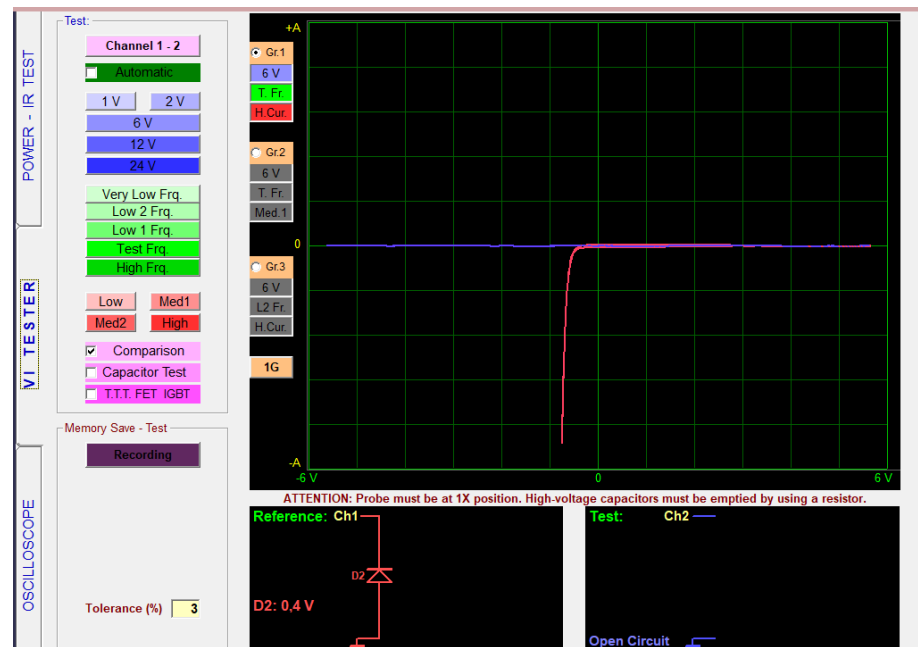 POWER - IR TEST
VI TESTER
OSCILLOSCOPE
Test:
Channel 1 - 2
Automatic
1 V 2 V
6 V
12 V
24 V
Very Low Frq.
Low 2 Frq.
Low 1 Frq.
Test Frq.
High Frq.
Low Med1
Med2 High
Comparison
Capacitor Test
T.T.T. FET IGBT
Memory Save - Test
Recording
Tolerance (%) 3
Gr.1
6 V
T. Fr.
H.Cur.
Gr.2
6 V
T. Fr.
Med.1
Gr.3
6 V
L2 Fr.
H.Cur.
1G
+A
0
-A
-6 V 0 6 V
ATTENTION: Probe must be at 1X position. High-voltage capacitors must be emptied by using a resistor.
Reference: Ch1
D2
D2: 0,4 V
Test: Ch2
Open Circuit